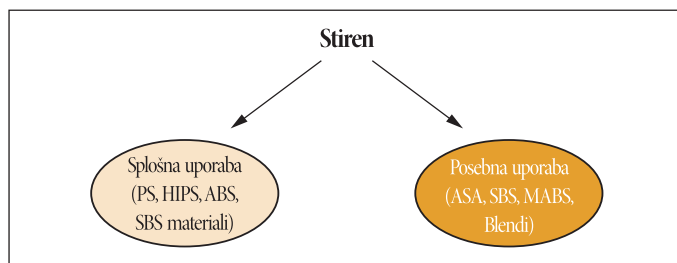 Stiren
Splošna uporaba
(PS, HIPS, ABS,
SBS materiali)
Posebna uporaba
(ASA, SBS, MABS,
Blendi)